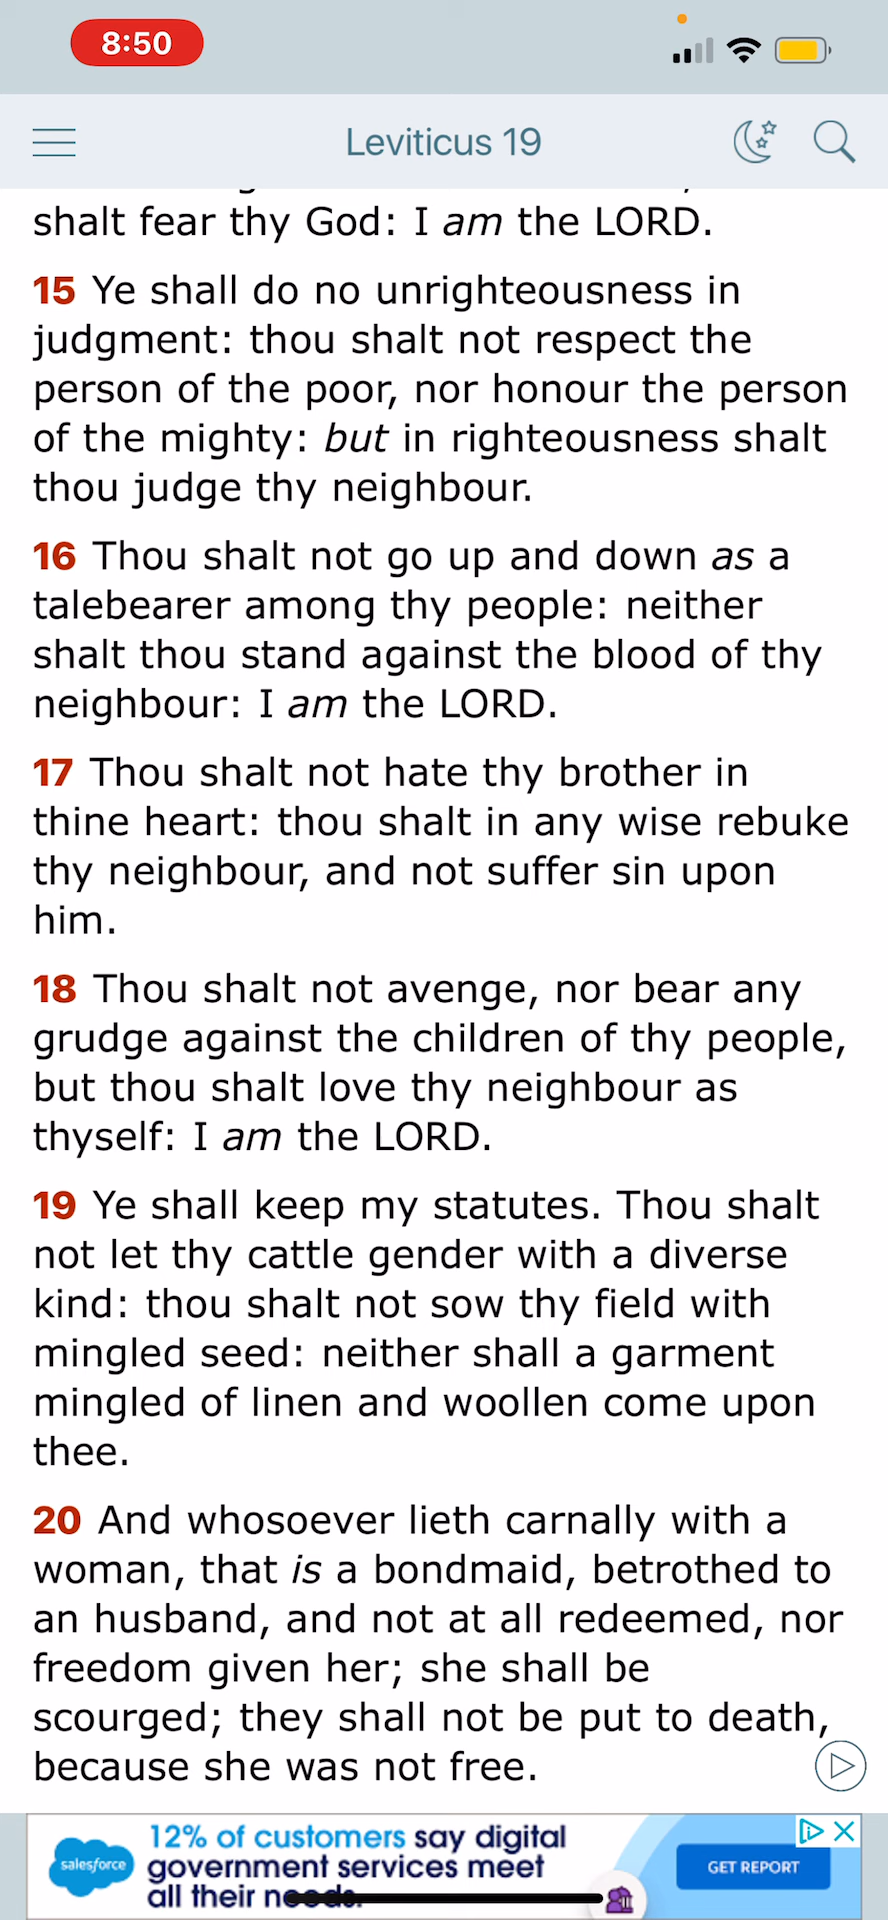 8:50
Leviticus 19
shalt fear thy God: I am the LORD.
15 Ye shall do no unrighteousness in
judgment: thou shalt not respect the
person of the poor, nor honour the person
of the mighty: but in righteousness shalt
thou judge thy neighbour.
16 Thou shalt not go up and down as a
talebearer among thy people: neither
shalt thou stand against the blood of thy
neighbour: I am the LORD.
17 Thou shalt not hate thy brother in
thine heart: thou shalt in any wise rebuke
thy neighbour, and not suffer sin upon
him.
18 Thou shalt not avenge, nor bear any
grudge against the children of thy people,
but thou shalt love thy neighbour as
thyself: I am the LORD.
19 Ye shall keep my statutes. Thou shalt
not let thy cattle gender with a diverse
kind: thou shalt not sow thy field with
mingled seed: neither shall a garment
mingled of linen and woollen come upon
thee.
20 And whosoever lieth carnally with a
woman, that is a bondmaid, betrothed to
an husband, and not at all redeemed, nor
freedom given her; she shall be
scourged; they shall not be put to death,
because she was not free.
salesforce
12% of customers say digital
government services meet
all their needs.
GET REPORT